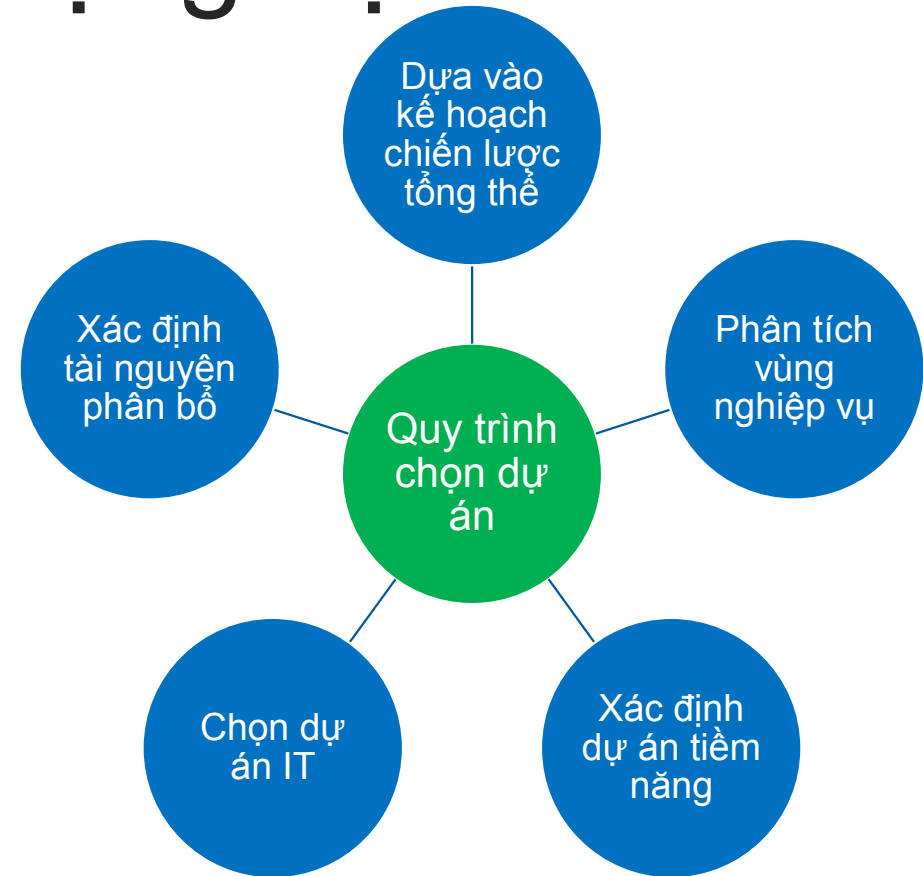 Dựa vào
kế hoạch
chiến lược
tổng thể
Phân tích
vùng
nghiệp vụ
Xác định
dự án tiềm
năng
Chọn dự
án IT
Xác định
tài nguyên
phân bổ
Quy trình
chọn dự
án